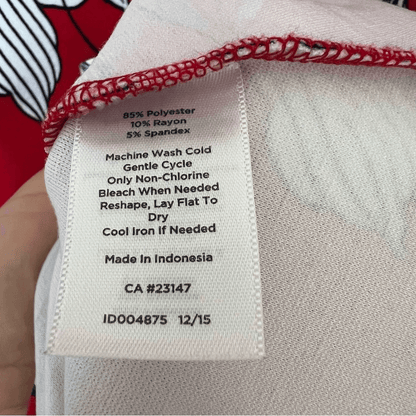 85% Polyester
10% Rayon
5% Spandex
Machine Wash Cold
Gentle Cycle
Only Non-Chlorine
Bleach When Needed
Reshape, Lay Flat To
Dry
Cool Iron If Needed
Made In Indonesia
CA #23147
ID004875 12/15